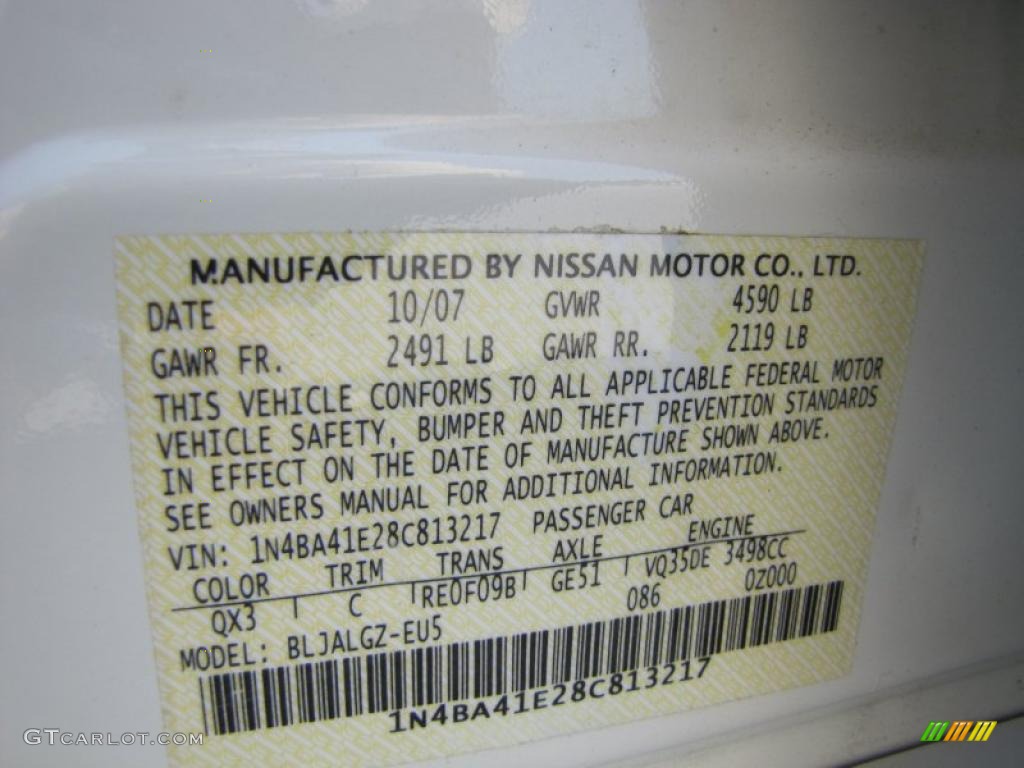 MANUFACTURED BY NISSAN MOTOR CO., LTD.
DATE 10/07 GVWR 4590 LB
GAWR FR. 2491 LB GAWR RR. 2119 LB
THIS VEHICLE CONFORMS TO ALL APPLICABLE FEDERAL MOTOR
VEHICLE SAFETY, BUMPER AND THEFT PREVENTION STANDARDS
IN EFFECT ON THE DATE OF MANUFACTURE SHOWN ABOVE.
SEE OWNERS MANUAL FOR ADDITIONAL INFORMATION.
VIN: 1N4BA41E28C813217 PASSENGER CAR
COLOR TRIM TRANS AXLE ENGINE
QX3 C RE0F09B GE51 VQ35DE 3498CC
MODEL: BLJALGZ-EU5 086 0Z000
1N4BA41E28C813217
GTCARLOT.COM